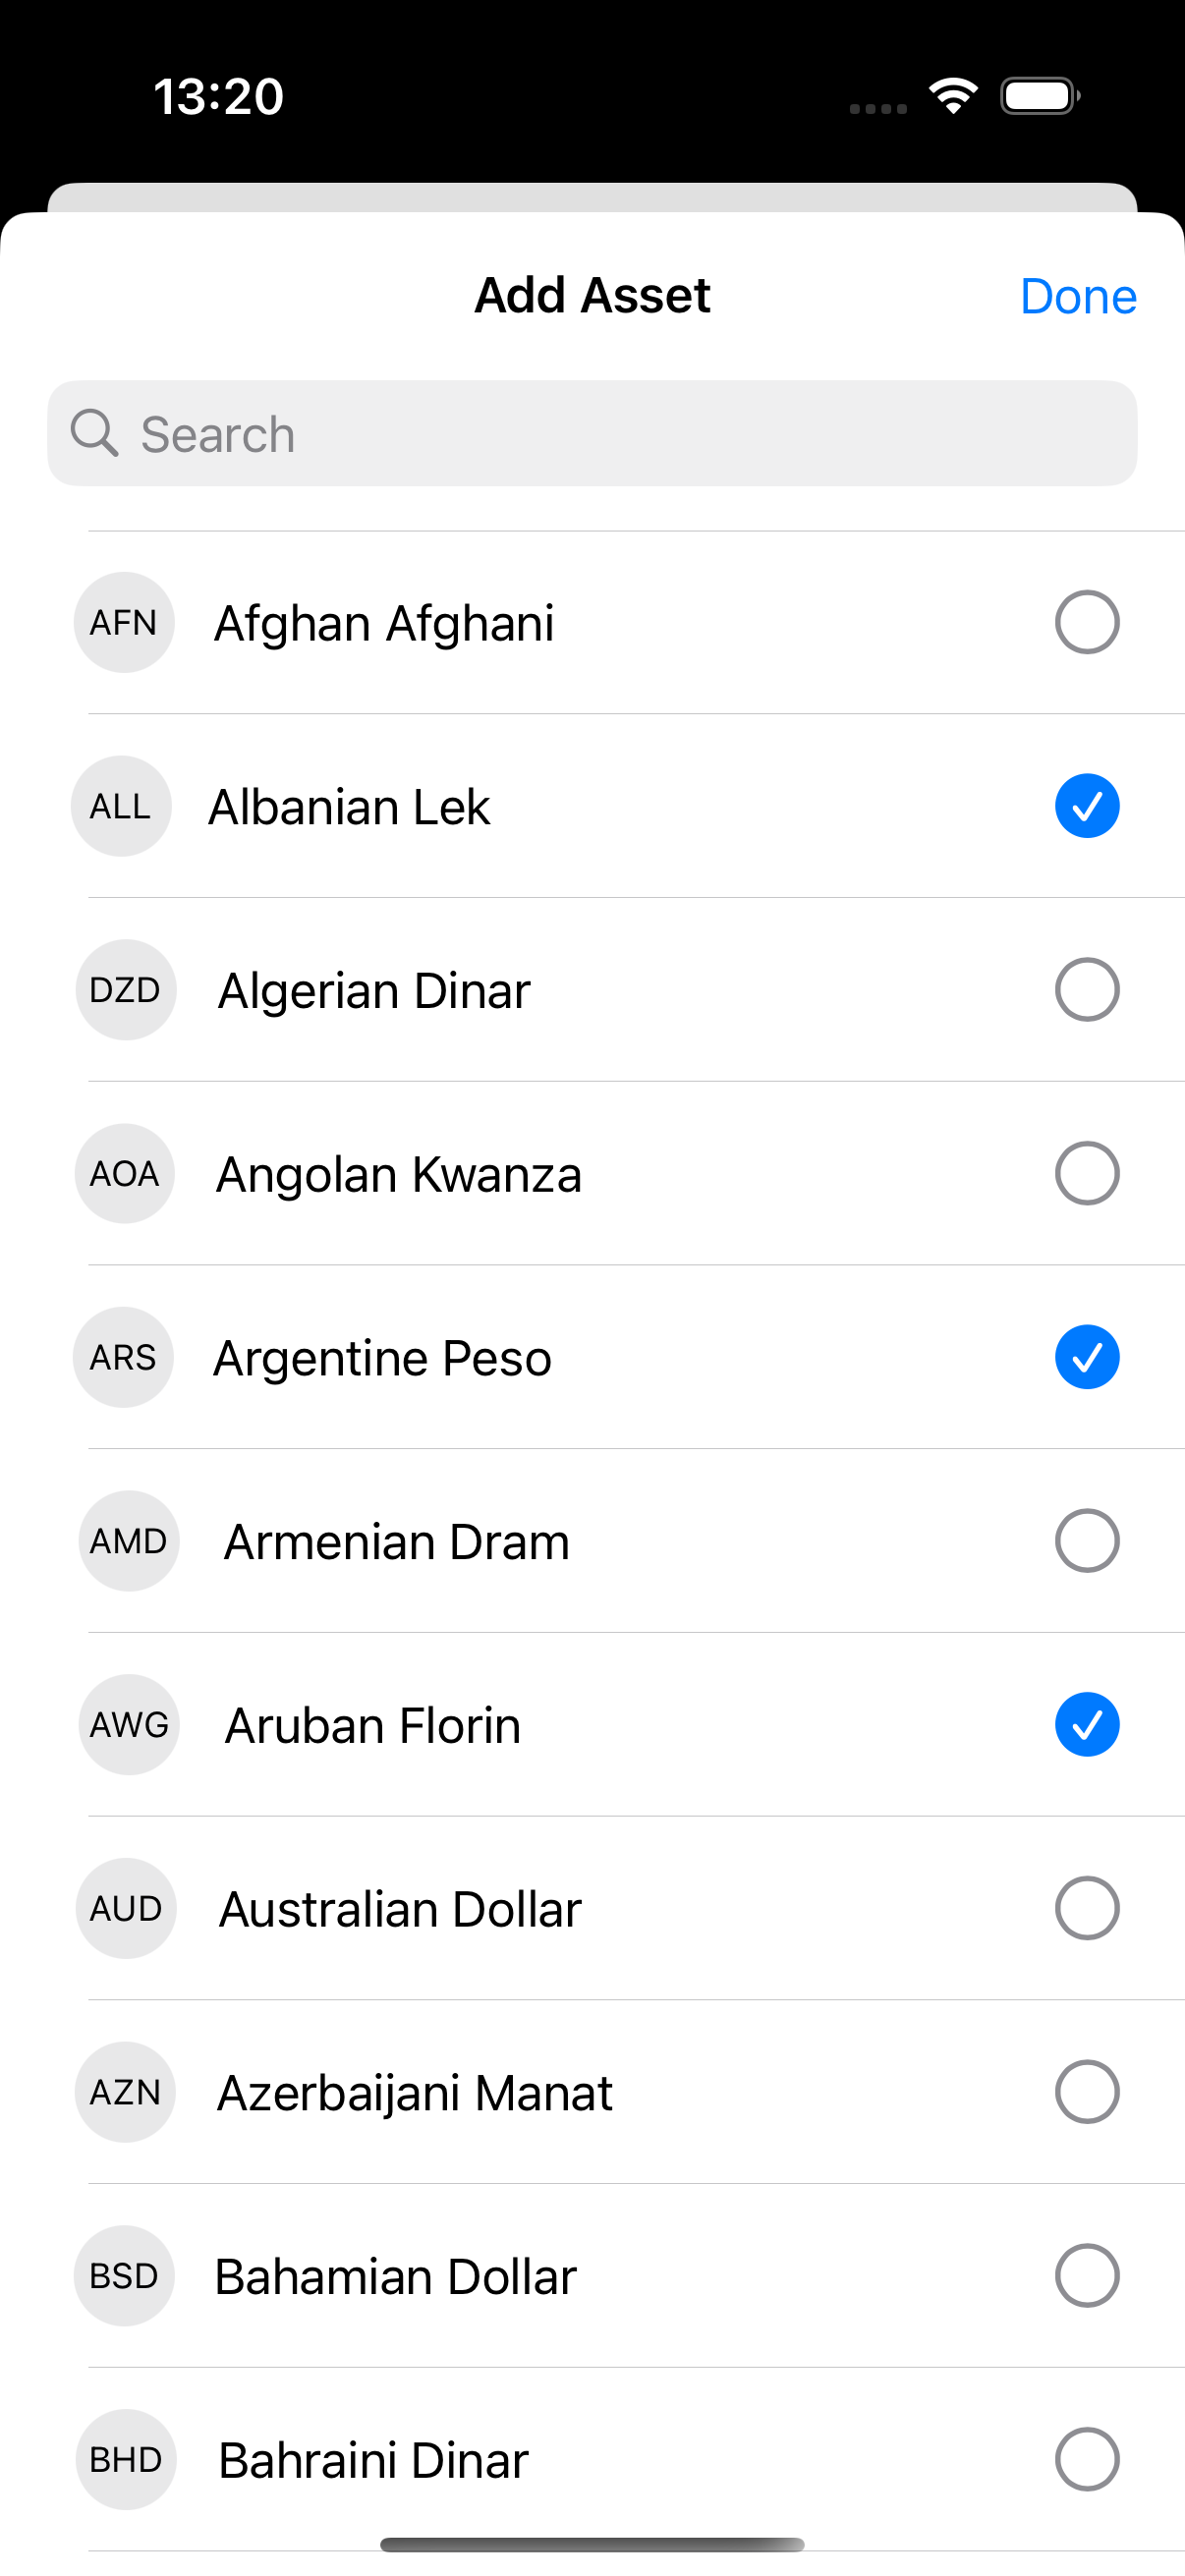 13:20
Add Asset
Done
Search
AFN Afghan Afghani
ALL Albanian Lek
DZD Algerian Dinar
AOA Angolan Kwanza
ARS Argentine Peso
AMD Armenian Dram
AWG Aruban Florin
AUD Australian Dollar
AZN Azerbaijani Manat
BSD Bahamian Dollar
BHD Bahraini Dinar